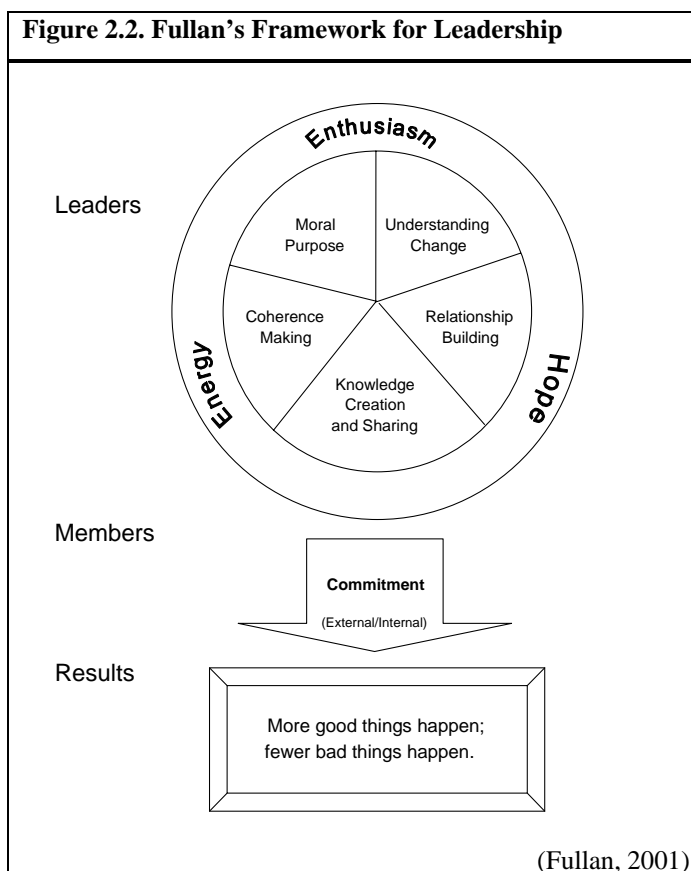 Figure 2.2. Fullan’s Framework for Leadership
Enthusiasm
Leaders
Moral
Purpose
Understanding
Change
Coherence
Making
Relationship
Building
Energy
Hope
Knowledge
Creation
and Sharing
Members
Commitment
(External/Internal)
Results
More good things happen;
fewer bad things happen.
(Fullan, 2001)